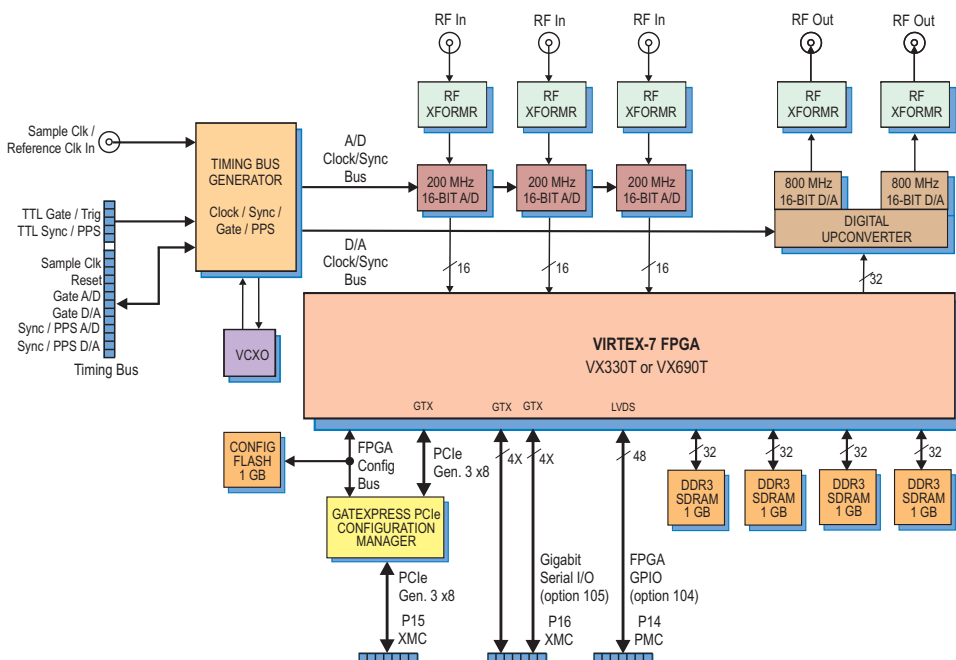 RF In
RF In
RF In
RF Out
RF Out
RF
XFORMR
RF
XFORMR
RF
XFORMR
RF
XFORMR
RF
XFORMR
Sample Clk /
Reference Clk In
TIMING BUS
GENERATOR
Clock / Sync /
Gate / PPS
A/D
Clock/Sync
Bus
200 MHz
16-BIT A/D
200 MHz
16-BIT A/D
200 MHz
16-BIT A/D
800 MHz
16-BIT D/A
800 MHz
16-BIT D/A
DIGITAL
UPCONVERTER
TTL Gate / Trig
TTL Sync / PPS
Sample Clk
Reset
Gate A/D
Gate D/A
Sync / PPS A/D
Sync / PPS D/A
Timing Bus
D/A
Clock/Sync
Bus
16
16
16
32
VCXO
VIRTEX-7 FPGA
VX330T or VX690T
GTX
GTX
GTX
LVDS
CONFIG
FLASH
1 GB
FPGA
Config
Bus
PCIe
Gen. 3 x8
4X
4X
48
32
32
32
32
DDR3
SDRAM
1 GB
DDR3
SDRAM
1 GB
DDR3
SDRAM
1 GB
DDR3
SDRAM
1 GB
GATEXPRESS PCIe
CONFIGURATION
MANAGER
PCIe
Gen. 3 x8
Gigabit
Serial I/O
(option 105)
FPGA
GPIO
(option 104)
P15
XMC
P16
XMC
P14
PMC